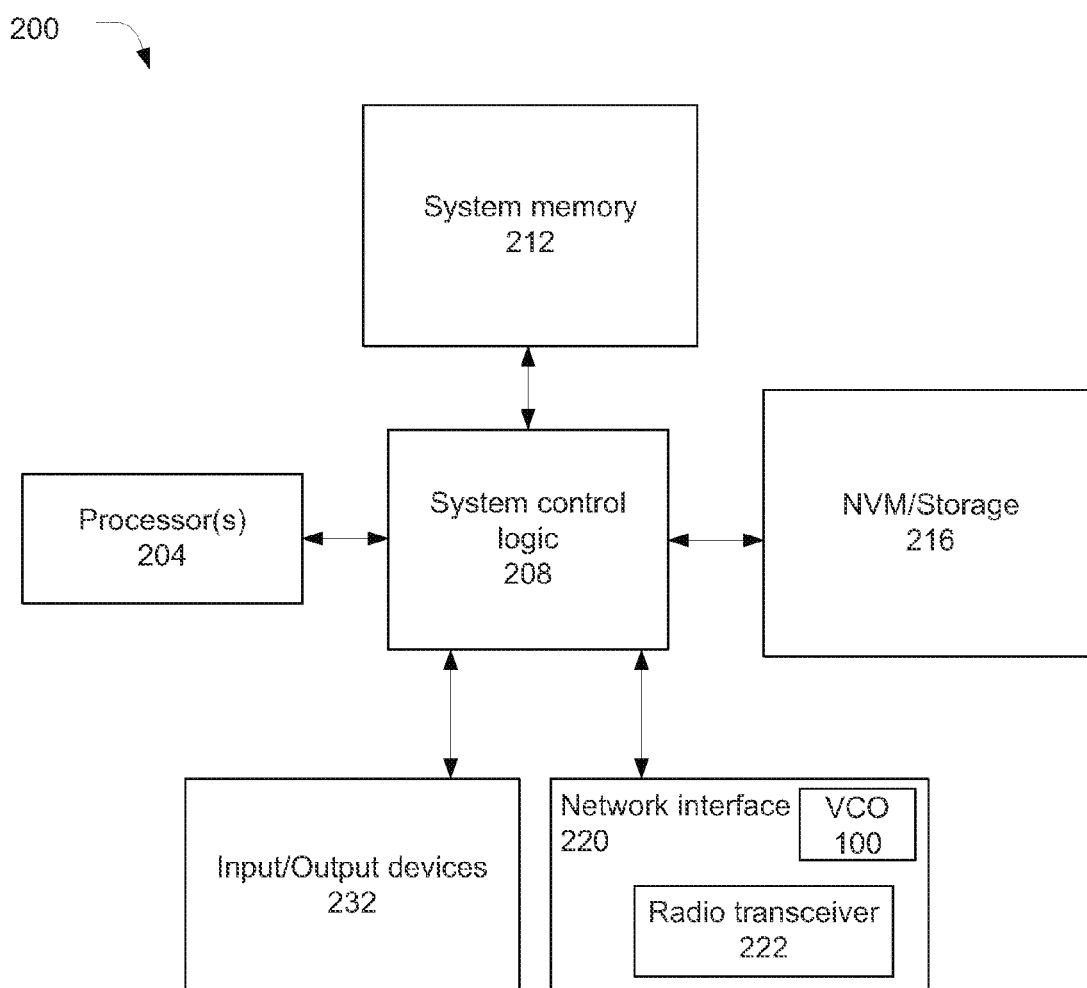 200
System memory
212
Processor(s)
204
System control
logic
208
NVM/Storage
216
Input/Output devices
232
Network interface
220
VCO
100
Radio transceiver
222